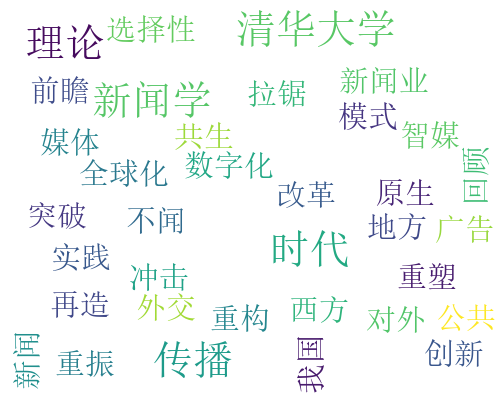 清华大学
选择性
理论
新闻业
前瞻
新闻学
拉锯
模式
智媒
媒体
共生
数字化
回顾
全球化
改革
原生
突破
不闻
地方
广告
时代
实践
冲击
重塑
再造
外交
重构
西方
对外
公共
新闻
重振
传播
我国
创新